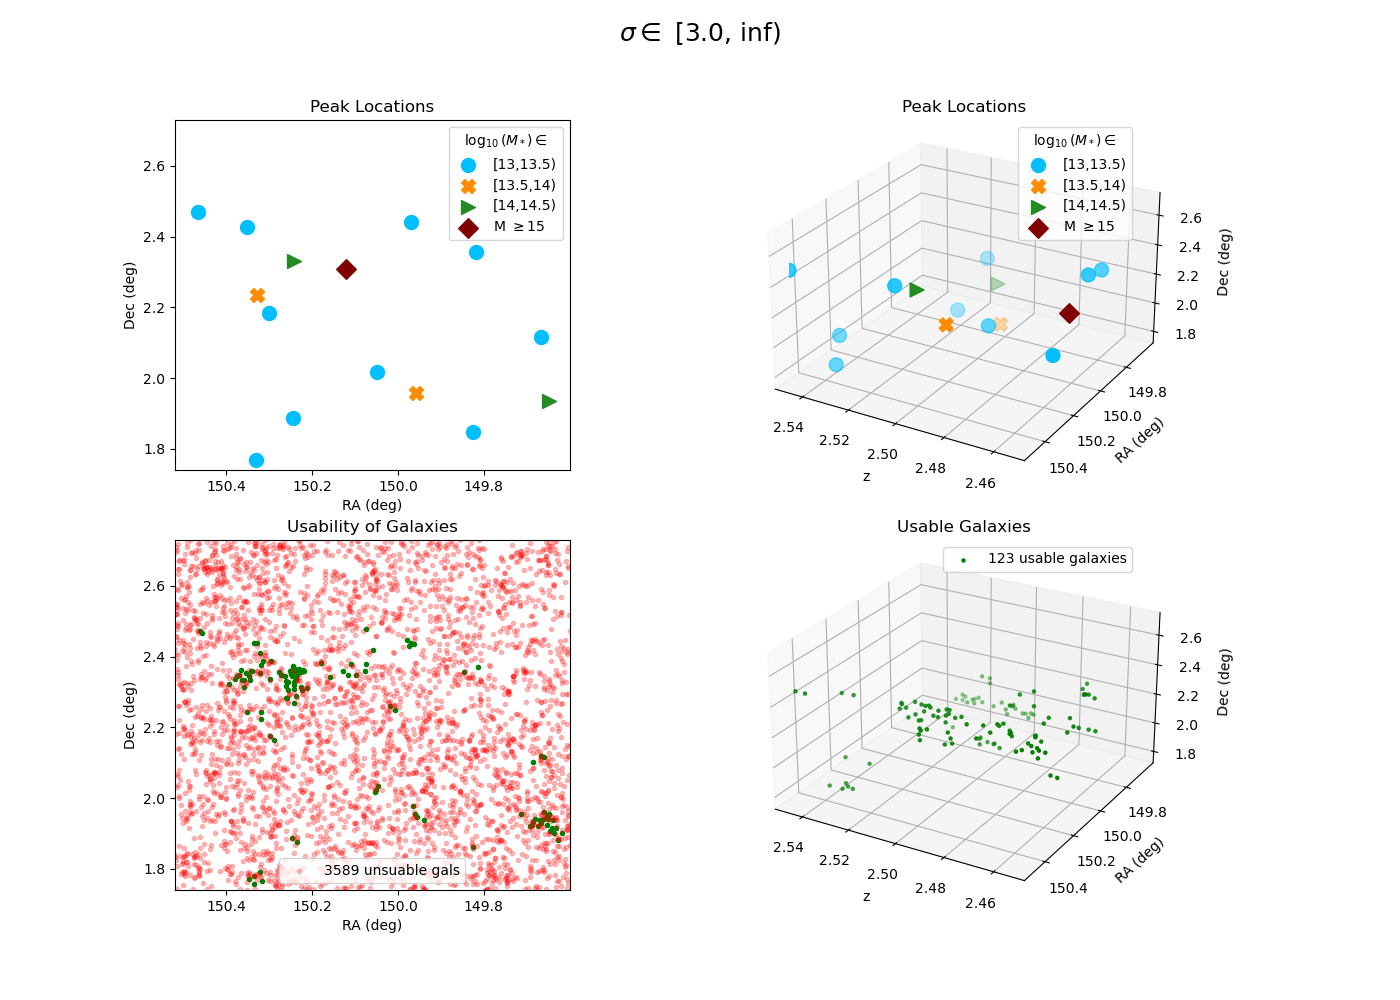 σ ∈ [3.0, inf)
Peak Locations
log₁₀(M*) ∈
[13,13.5)
[13.5,14)
[14,14.5)
M ≥15
2.6
2.4
2.2
2.0
1.8
Dec (deg)
150.4 150.2 150.0 149.8
RA (deg)
Peak Locations
log₁₀(M*) ∈
[13,13.5)
[13.5,14)
[14,14.5)
M ≥15
2.6
2.4
2.2
2.0
1.8
Dec (deg)
149.8
150.0
150.2
150.4
RA (deg)
2.54
2.52
2.50
2.48
2.46
z
Usability of Galaxies
2.6
2.4
2.2
2.0
1.8
Dec (deg)
3589 unsuable gals
150.4 150.2 150.0 149.8
RA (deg)
Usable Galaxies
123 usable galaxies
2.6
2.4
2.2
2.0
1.8
Dec (deg)
149.8
150.0
150.2
150.4
RA (deg)
2.54
2.52
2.50
2.48
2.46
z